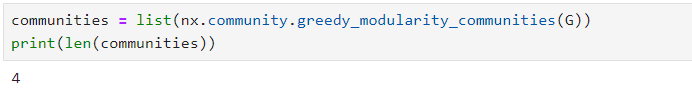 communities = list(nx.community.greedy_modularity_communities(G))
print(len(communities))
4